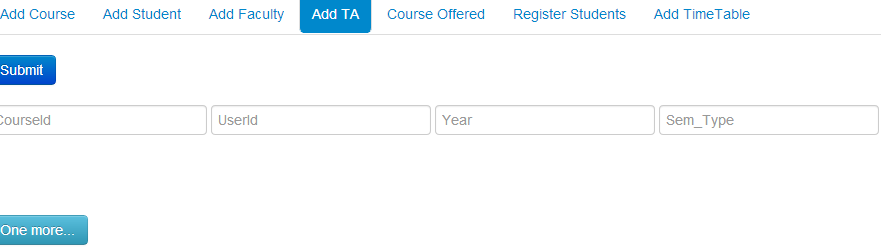 Add Course Add Student Add Faculty Add TA Course Offered Register Students Add TimeTable
Submit
CourseId UserId Year Sem_Type
One more...